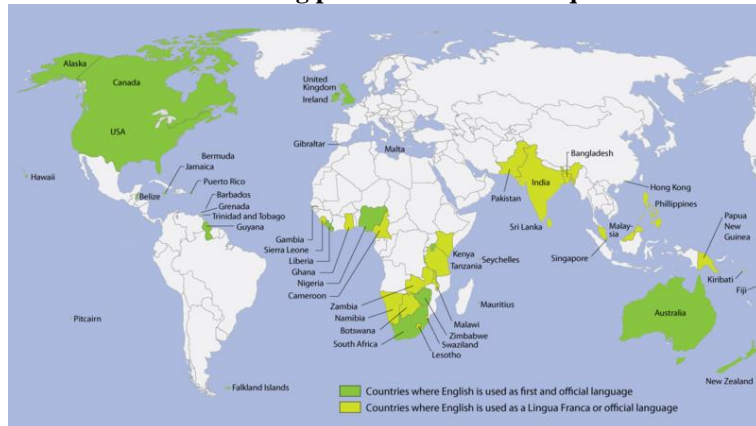 Alaska
Canada
USA
Hawaii
Bermuda
Jamaica
Puerto Rico
Belize
Barbados
Grenada
Trinidad and Tobago
Guyana
Pitcairn
Falkland Islands
United
Kingdom
Ireland
Gibraltar
Malta
Gambia
Sierra Leone
Liberia
Ghana
Nigeria
Cameroon
Zambia
Namibia
Botswana
South Africa
Kenya
Tanzania
Seychelles
Mauritius
Malawi
Zimbabwe
Swaziland
Lesotho
Pakistan
India
Bangladesh
Sri Lanka
Hong Kong
Phillippines
Malay-
sia
Singapore
Papua
New
Guinea
Kiribati
Fiji
Australia
New Zealand
Countries where English is used as first and official language
Countries where English is used as a Lingua Franca or official language